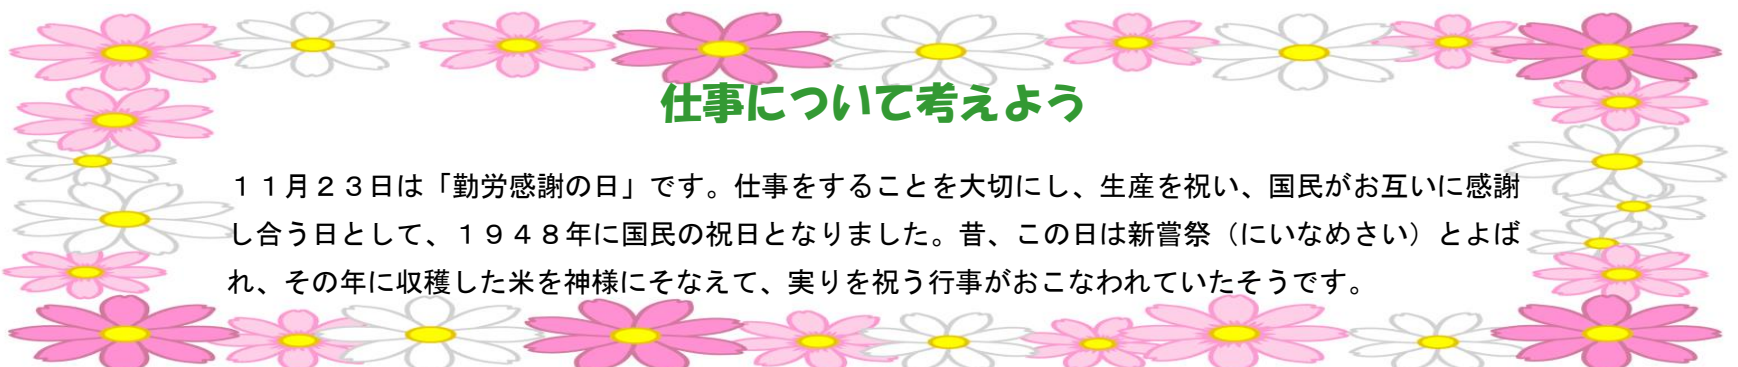 仕事について考えよう
１１月２３日は「勤労感謝の日」です。仕事をすることを大切にし、生産を祝い、国民がお互いに感謝
し合う日として、１９４８年に国民の祝日となりました。昔、この日は新嘗祭（にいなめさい）とよば
れ、その年に収穫した米を神様にそなえて、実りを祝う行事がおこなわれていたそうです。